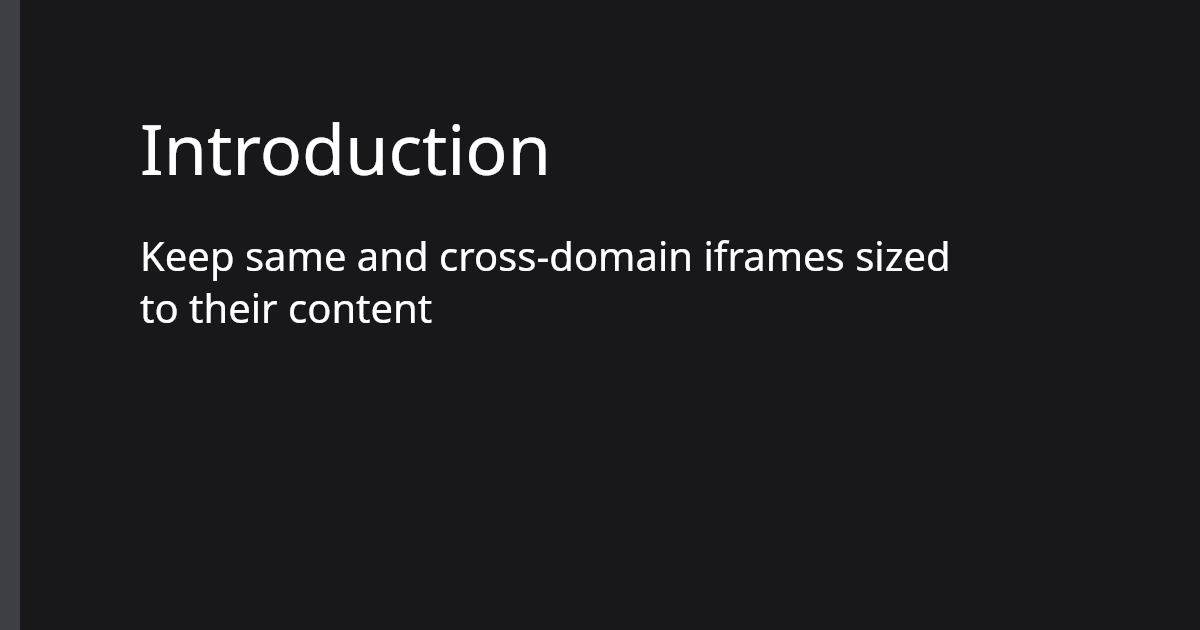 Introduction
Keep same and cross-domain iframes sized
to their content